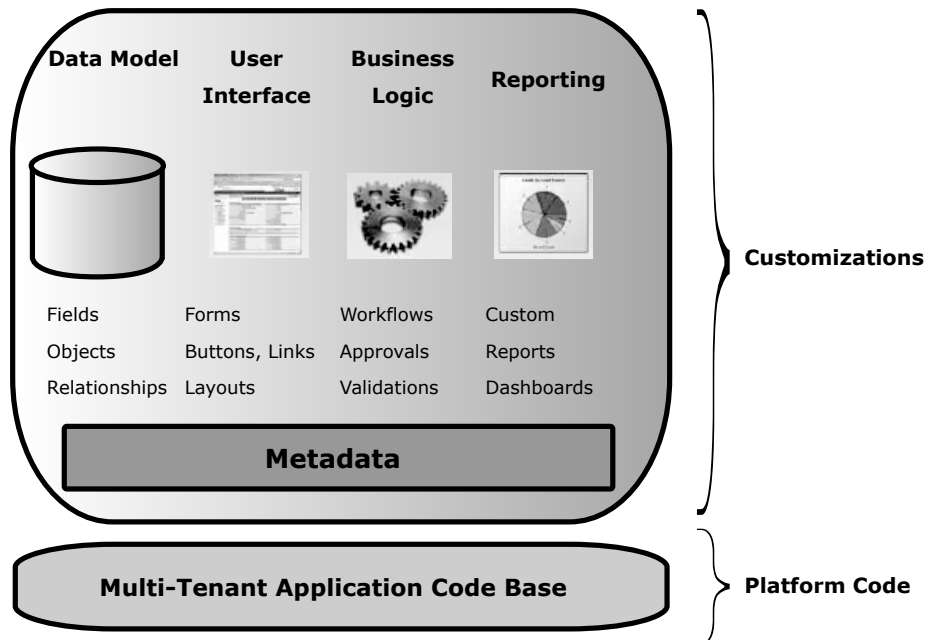 Data Model
User
Interface
Business
Logic
Reporting
Fields
Objects
Relationships
Forms
Buttons, Links
Layouts
Workflows
Approvals
Validations
Custom
Reports
Dashboards
Metadata
Customizations
Multi-Tenant Application Code Base
Platform Code